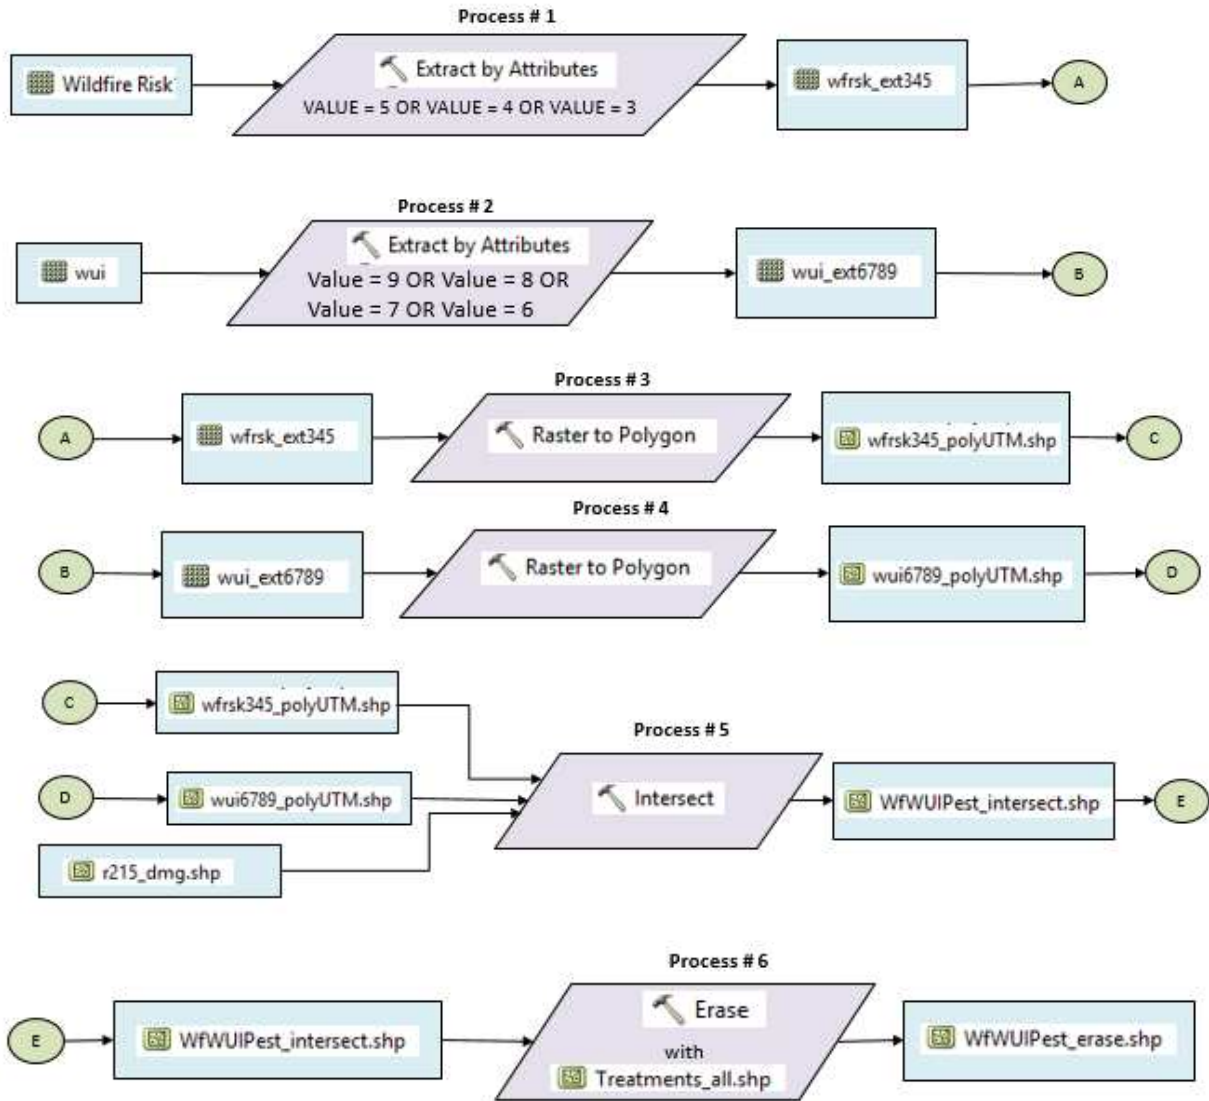 Process # 1
Wildfire Risk
Extract by Attributes
VALUE = 5 OR VALUE = 4 OR VALUE = 3
wfrsk_ext345
A
Process # 2
wui
Extract by Attributes
Value = 9 OR Value = 8 OR
Value = 7 OR Value = 6
wui_ext6789
B
Process # 3
A
wfrsk_ext345
Raster to Polygon
wfrsk345_polyUTM.shp
C
Process # 4
B
wui_ext6789
Raster to Polygon
wui6789_polyUTM.shp
D
C
wfrsk345_polyUTM.shp
Process # 5
D
wui6789_polyUTM.shp
Intersect
WfWUIPest_intersect.shp
E
r215_dmg.shp
Process # 6
E
WfWUIPest_intersect.shp
Erase
with
Treatments_all.shp
WfWUIPest_erase.shp